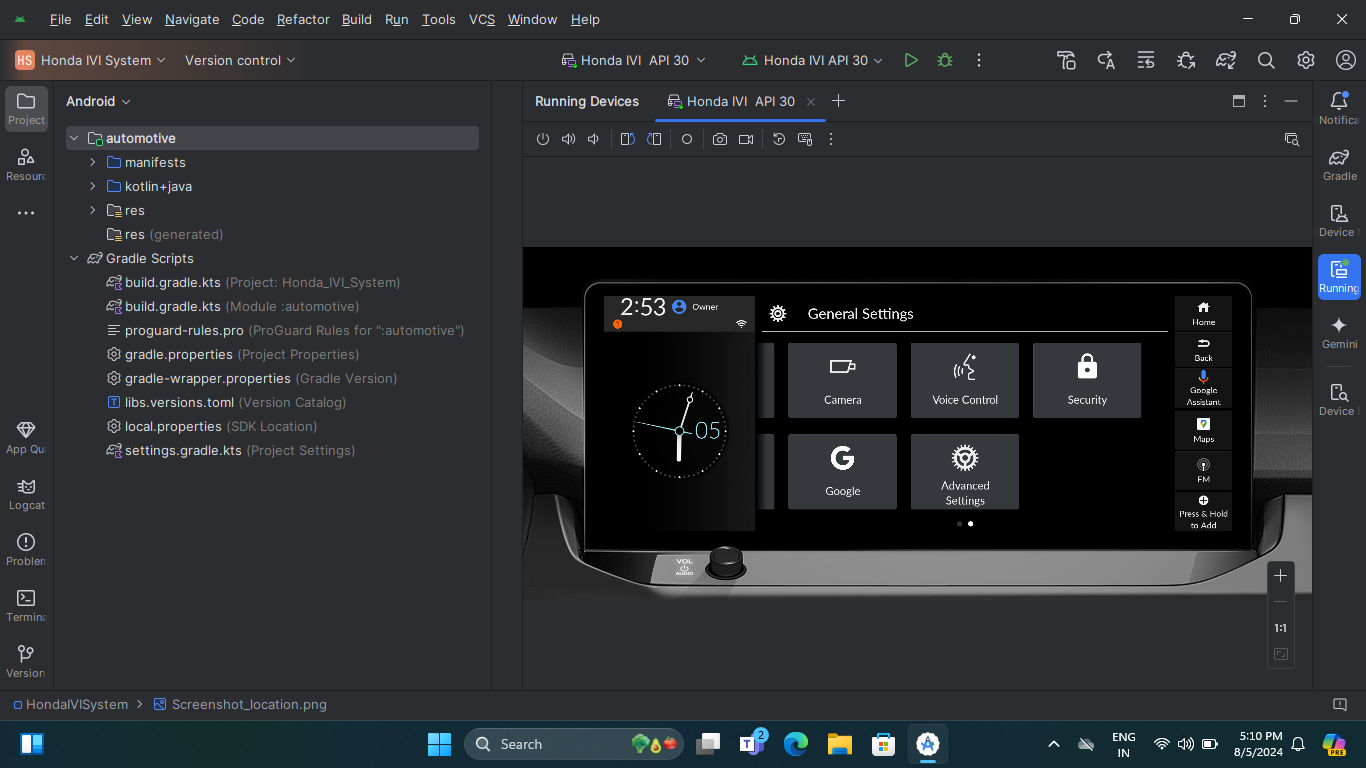 File Edit View Navigate Code Refactor Build Run Tools VCS Window Help
HS Honda IVI System Version control Honda IVI API 30 Honda IVI API 30
Android
Running Devices Honda IVI API 30
Project
Resourc
automotive
manifests
kotlin+java
res
res (generated)
Gradle Scripts
build.gradle.kts (Project: Honda_IVI_System)
build.gradle.kts (Module :automotive)
proguard-rules.pro (ProGuard Rules for ":automotive")
gradle.properties (Project Properties)
gradle-wrapper.properties (Gradle Version)
libs.versions.toml (Version Catalog)
local.properties (SDK Location)
settings.gradle.kts (Project Settings)
App Qua
Logcat
Problem
Termina
Version
2:53 Owner
05
General Settings
Camera
Voice Control
Security
Google
Advanced
Settings
Home
Back
Google
Assistant
Maps
FM
Press & Hold
to Add
VOL
AUDIO
1:1
Notifica
Gradle
Device
Running
Gemini
Device
HondaIVISystem Screenshot_location.png
Search
2
ENG
IN
5:10 PM
8/5/2024
PRE